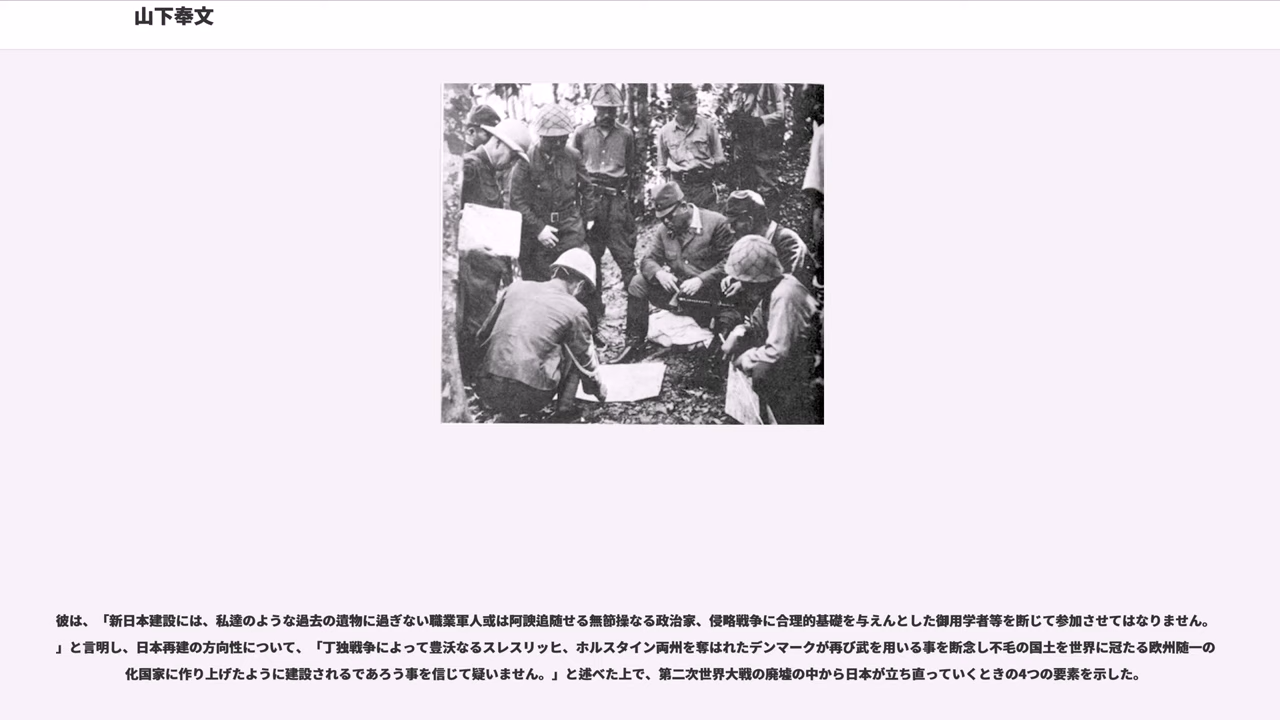 山下奉文
彼は、「新日本建設には、私達のような過去の遺物に過ぎない職業軍人或は阿諛追随せる無節操なる政治家、侵略戦争に合理的基礎を与えんとした御用学者等を断じて参加させてはなりません。
」と言明し、日本再建の方向性について、「丁独戦争によって豊沃なるスレスリッヒ、ホルスタイン両州を奪はれたデンマークが再び武を用いる事を断念し不毛の国土を世界に冠たる欧州随一の
化国家に作り上げたように建設されるであろう事を信じて疑いません。」と述べた上で、第二次世界大戦の廃墟の中から日本が立ち直っていくときの4つの要素を示した。